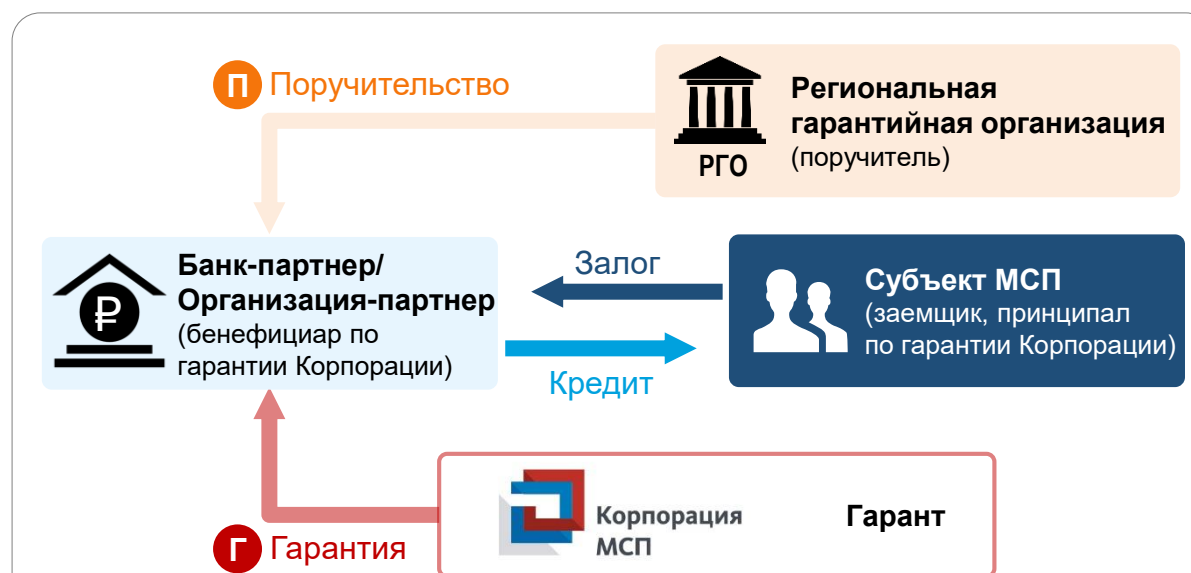 П Поручительство
РГО
Региональная
гарантийная организация
(поручитель)
₽
Банк-партнер/
Организация-партнер
(бенефициар по
гарантии Корпорации)
Залог
Кредит
Субъект МСП
(заемщик, принципал
по гарантии Корпорации)
Г Гарантия
Корпорация
МСП
Гарант